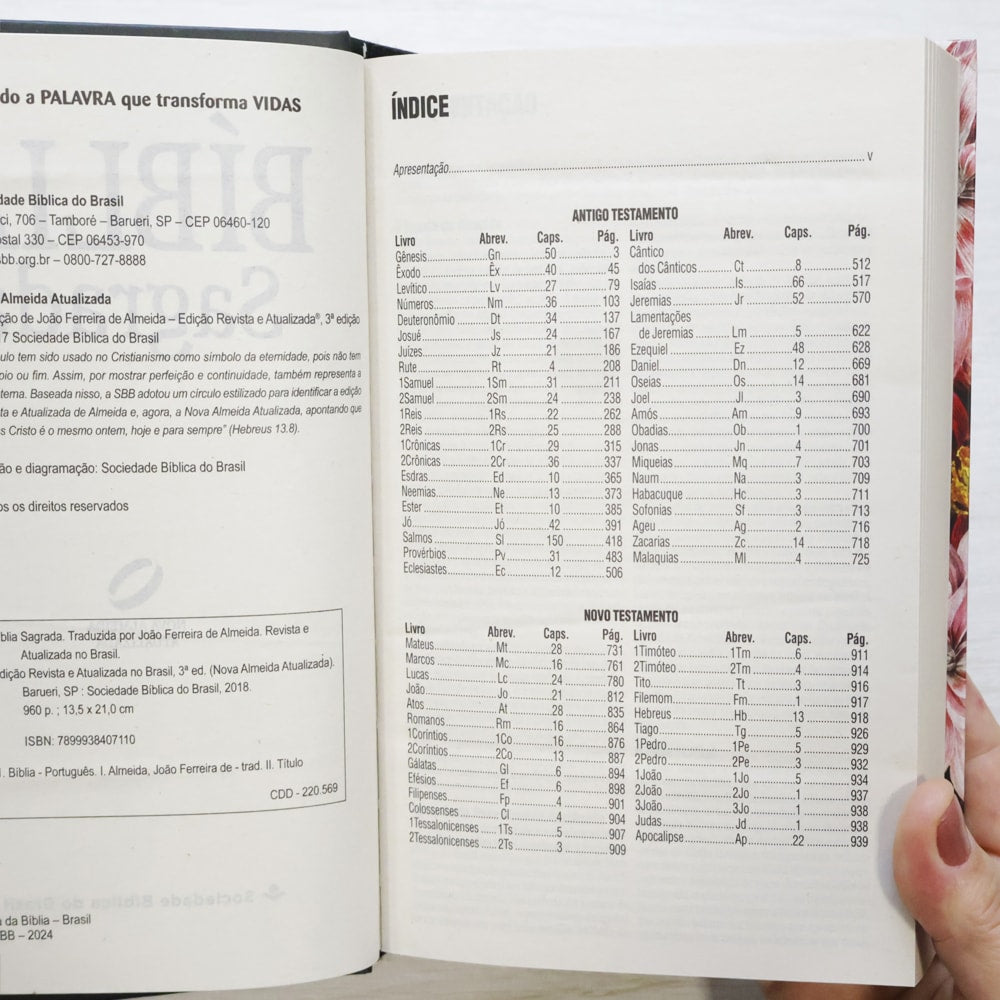 do a PALAVRA que transforma VIDAS
dade Bíblica do Brasil
ci, 706 – Tamboré – Barueri, SP – CEP 06460-120
ostal 330 – CEP 06453-970
sbb.org.br – 0800-727-8888
Almeida Atualizada
ção de João Ferreira de Almeida – Edição Revista e Atualizada®, 3ª edição
17 Sociedade Bíblica do Brasil
ulo tem sido usado no Cristianismo como símbolo da eternidade, pois não tem
pio ou fim. Assim, por mostrar perfeição e continuidade, também representa a
terna. Baseada nisso, a SBB adotou um círculo estilizado para identificar a edição
ta e Atualizada de Almeida e, agora, a Nova Almeida Atualizada, apontando que
s Cristo é o mesmo ontem, hoje e para sempre” (Hebreus 13.8).
ão e diagramação: Sociedade Bíblica do Brasil
os os direitos reservados
blia Sagrada. Traduzida por João Ferreira de Almeida. Revista e
Atualizada no Brasil.
dição Revista e Atualizada no Brasil, 3ª ed. (Nova Almeida Atualizada).
Barueri, SP : Sociedade Bíblica do Brasil, 2018.
960 p. ; 13,5 x 21,0 cm
ISBN: 7899938407110
. Bíblia - Português. I. Almeida, João Ferreira de - trad. II. Título
CDD - 220.569
a da Bíblia – Brasil
BB – 2024
ÍNDICE
Apresentação V
ANTIGO TESTAMENTO
Livro Abrev. Caps. Pág.
Gênesis Gn 50 3
Êxodo Êx 40 45
Levítico Lv 27 79
Números Nm 36 103
Deuteronômio Dt 34 137
Josué Js 24 167
Juízes Jz 21 186
Rute Rt 4 208
1Samuel 1Sm 31 211
2Samuel 2Sm 24 238
1Reis 1Rs 22 262
2Reis 2Rs 25 288
1Crônicas 1Cr 29 315
2Crônicas 2Cr 36 337
Esdras Ed 10 365
Neemias Ne 13 373
Ester Et 10 385
Jó Jó 42 391
Salmos Sl 150 418
Provérbios Pv 31 483
Eclesiastes Ec 12 506
Livro Abrev. Caps. Pág.
Cântico
dos Cânticos Ct 8 512
Isaías Is 66 517
Jeremias Jr 52 570
Lamentações
de Jeremias Lm 5 622
Ezequiel Ez 48 628
Daniel Dn 12 669
Oseias Os 14 681
Joel Jl 3 690
Amós Am 9 693
Obadias Ob 1 700
Jonas Jn 4 701
Miqueias Mq 7 703
Naum Na 3 709
Habacuque Hc 3 711
Sofonias Sf 3 713
Ageu Ag 2 716
Zacarias Zc 14 718
Malaquias Ml 4 725
NOVO TESTAMENTO
Livro Abrev. Caps. Pág.
Mateus Mt 28 731
Marcos Mc 16 761
Lucas Lc 24 780
João Jo 21 812
Atos At 28 835
Romanos Rm 16 864
1Coríntios 1Co 16 876
2Coríntios 2Co 13 887
Gálatas Gl 6 894
Efésios Ef 6 898
Filipenses Fp 4 901
Colossenses Cl 4 904
1Tessalonicenses 1Ts 5 907
2Tessalonicenses 2Ts 3 909
Livro Abrev. Caps. Pág.
1Timóteo 1Tm 6 911
2Timóteo 2Tm 4 914
Tito Tt 3 916
Filemom Fm 1 917
Hebreus Hb 13 918
Tiago Tg 5 926
1Pedro 1Pe 5 929
2Pedro 2Pe 3 932
1João 1Jo 5 934
2João 2Jo 1 937
3João 3Jo 1 938
Judas Jd 1 938
Apocalipse Ap 22 939